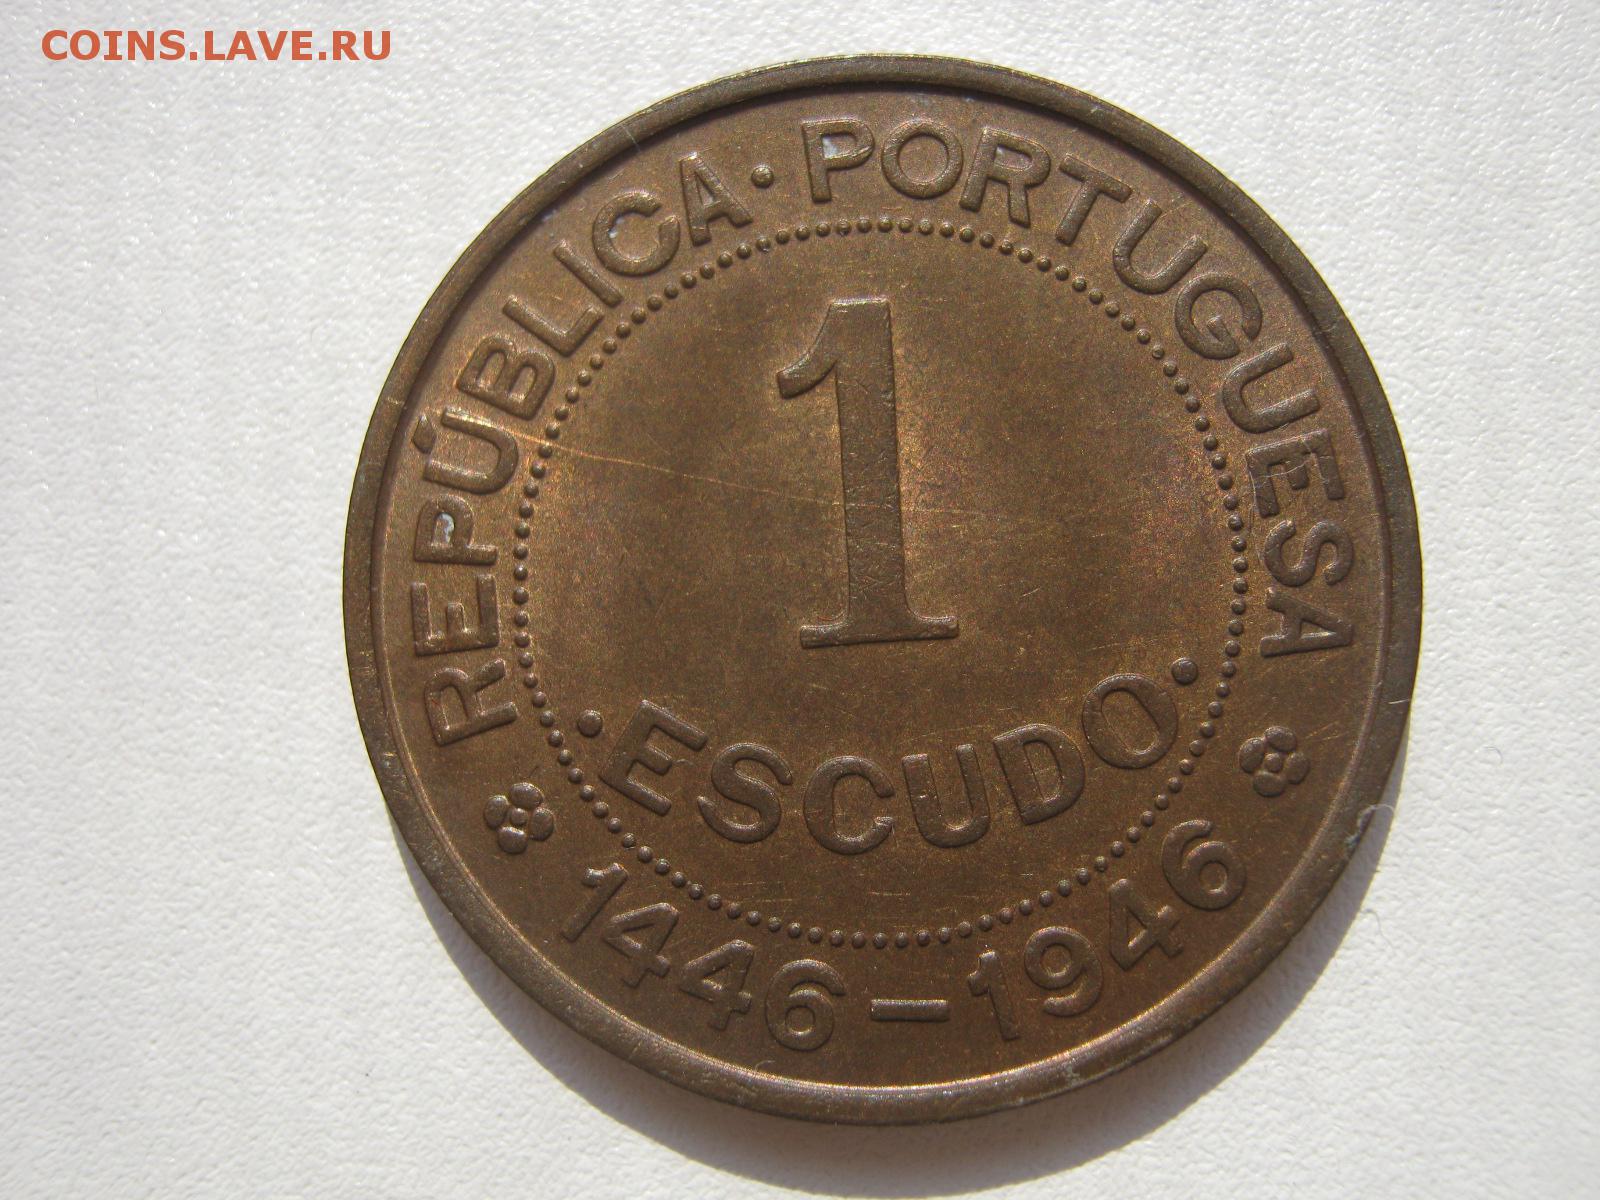 COINS.LAVE.RU
REPÚBLICA · PORTUGUESA
1
· ESCUDO ·
1446-1946